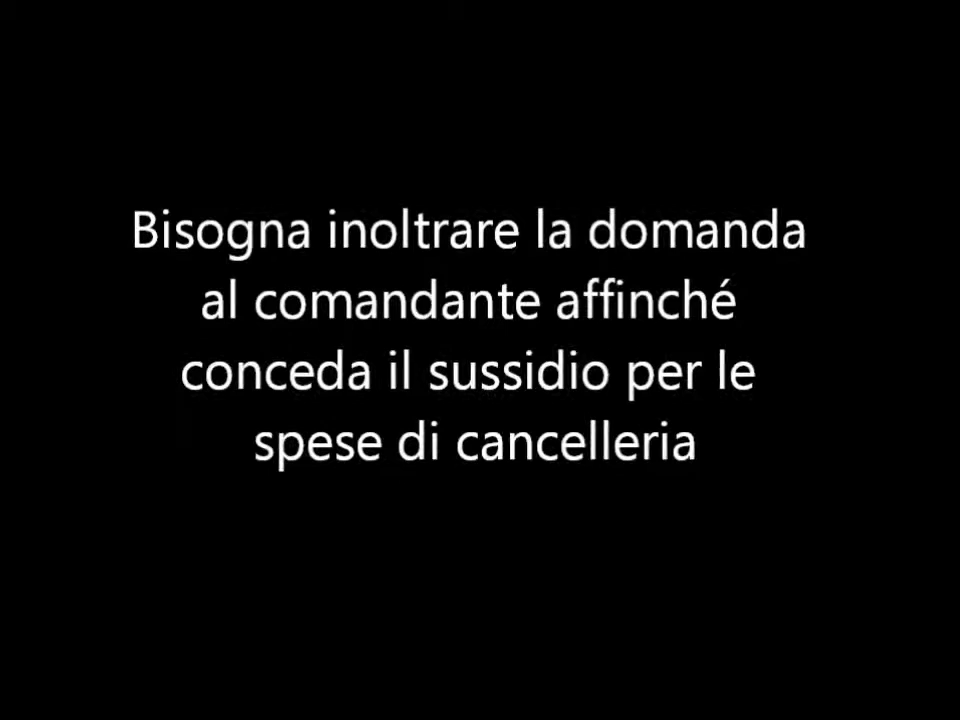 Bisogna inoltrare la domanda
al comandante affinché
conceda il sussidio per le
spese di cancelleria